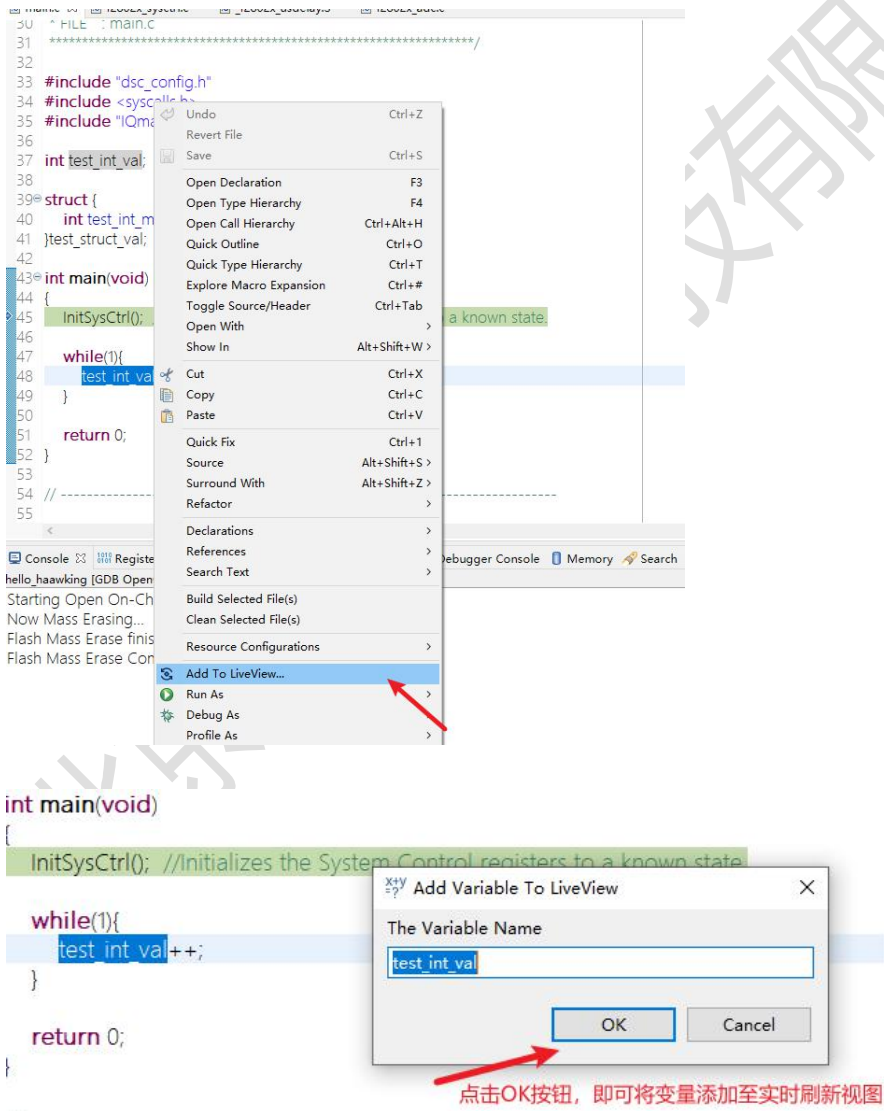 30 * FILE : main.c
31 *****************************************************************/
32
33 #include "dsc_config.h"
34 #include <syscalls.h>
35 #include "IQma
36
37 int test_int_val;
38
39 struct {
40 int test_int_m
41 }test_struct_val;
42
43 int main(void)
44 {
45 InitSysCtrl(); a known state.
46
47 while(1){
48 test_int_va
49 }
50
51 return 0;
52 }
53
54 // ----------------------------------------------------------------
55
Undo Ctrl+Z
Revert File
Save Ctrl+S
Open Declaration F3
Open Type Hierarchy F4
Open Call Hierarchy Ctrl+Alt+H
Quick Outline Ctrl+O
Quick Type Hierarchy Ctrl+T
Explore Macro Expansion Ctrl+#
Toggle Source/Header Ctrl+Tab
Open With >
Show In Alt+Shift+W >
Cut Ctrl+X
Copy Ctrl+C
Paste Ctrl+V
Quick Fix Ctrl+1
Source Alt+Shift+S >
Surround With Alt+Shift+Z >
Refactor >
Declarations >
References >
Search Text >
Build Selected File(s)
Clean Selected File(s)
Resource Configurations >
Add To LiveView...
Run As >
Debug As >
Profile As >
Console Registe ebugger Console Memory Search
hello_haawking [GDB Open
Starting Open On-Ch
Now Mass Erasing...
Flash Mass Erase finis
Flash Mass Erase Con
int main(void)
{
InitSysCtrl(); //Initializes the System Control registers to a known state.
while(1){
test_int_val++;
}
return 0;
}
Add Variable To LiveView
The Variable Name
test_int_val
OK Cancel
点击OK按钮，即可将变量添加至实时刷新视图